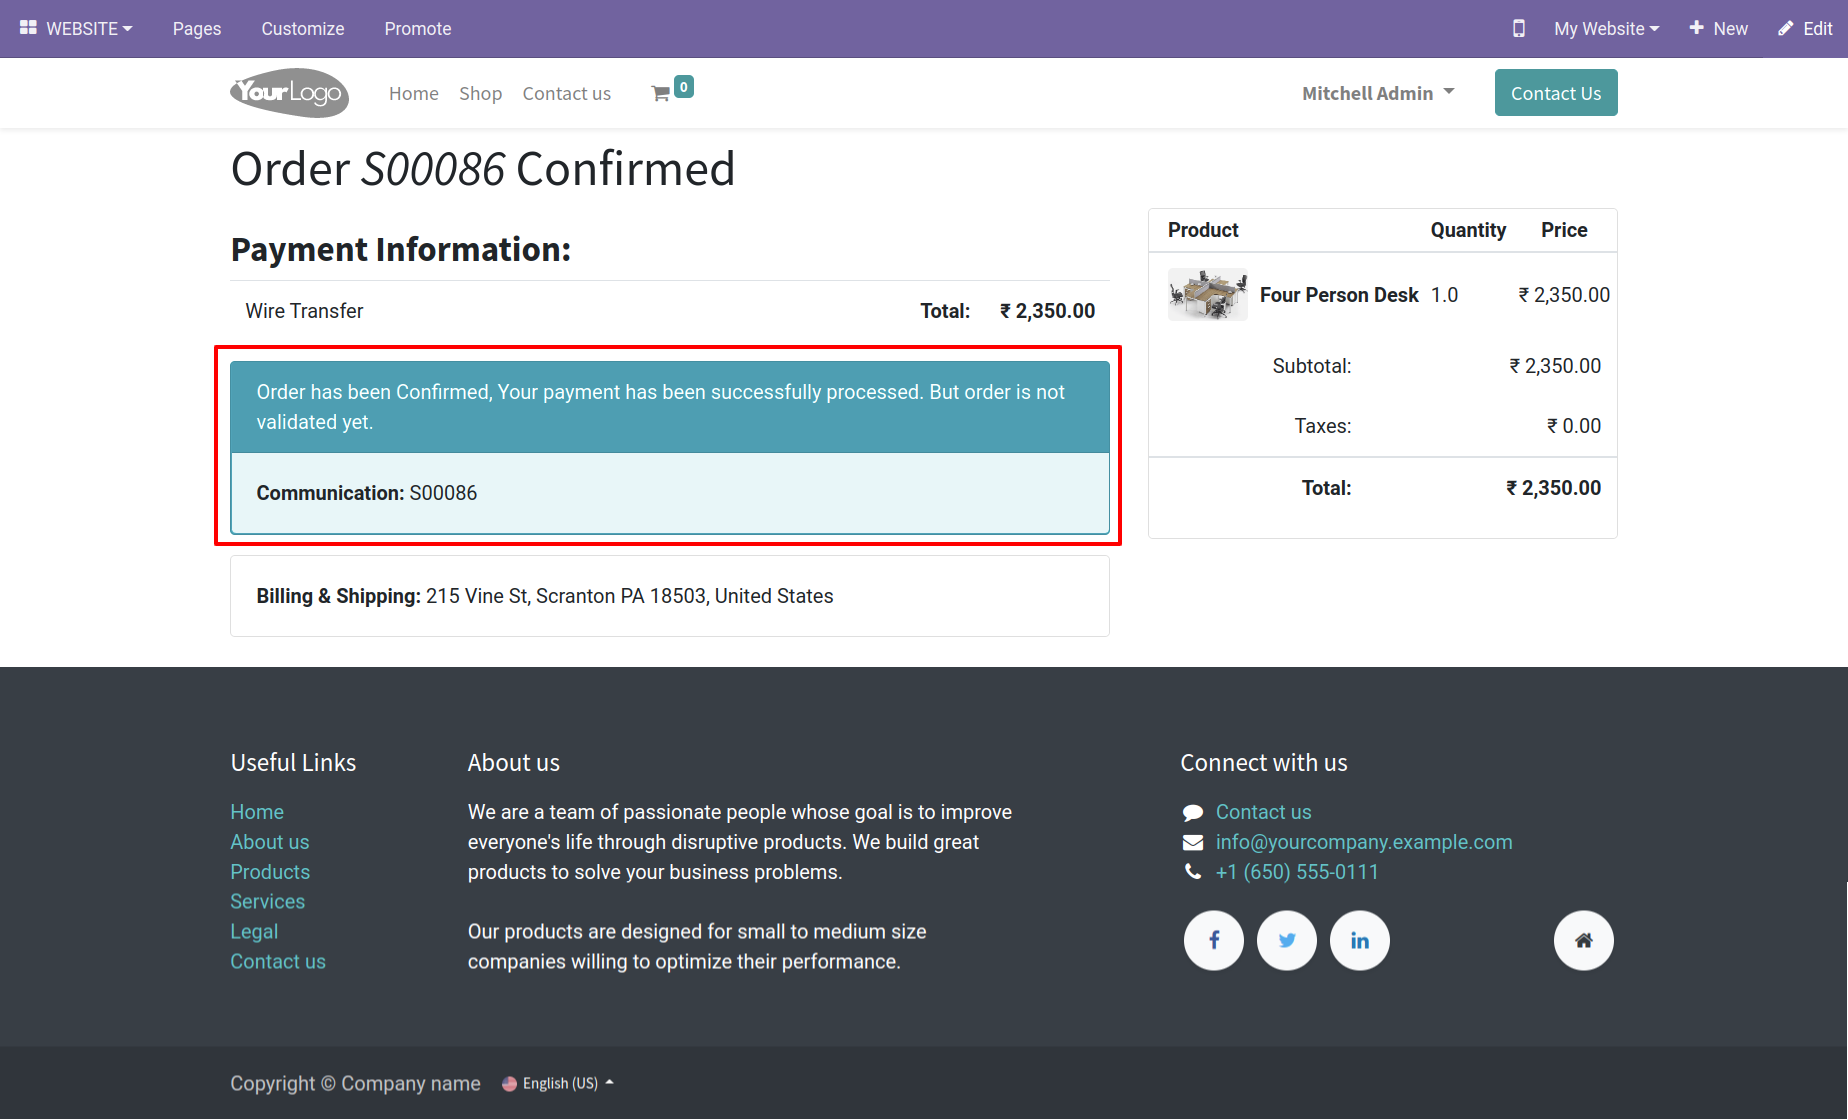 WEBSITE Pages Customize Promote My Website New Edit
YourLogo Home Shop Contact us 0 Mitchell Admin Contact Us
Order S00086 Confirmed
Payment Information:
Wire Transfer Total: ₹ 2,350.00
Order has been Confirmed, Your payment has been successfully processed. But order is not
validated yet.
Communication: S00086
Billing & Shipping: 215 Vine St, Scranton PA 18503, United States
Product Quantity Price
Four Person Desk 1.0 ₹ 2,350.00
Subtotal: ₹ 2,350.00
Taxes: ₹ 0.00
Total: ₹ 2,350.00
Useful Links
Home
About us
Products
Services
Legal
Contact us
About us
We are a team of passionate people whose goal is to improve
everyone's life through disruptive products. We build great
products to solve your business problems.
Our products are designed for small to medium size
companies willing to optimize their performance.
Connect with us
Contact us
info@yourcompany.example.com
+1 (650) 555-0111
Copyright © Company name English (US)